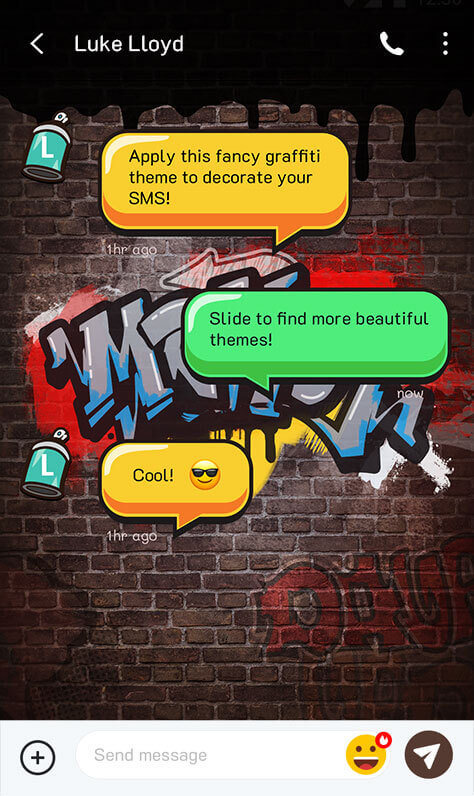 Luke Lloyd
L
Apply this fancy graffiti
theme to decorate your
SMS!
1hr ago
Slide to find more beautiful
themes!
now
L
Cool!
1hr ago
Send message